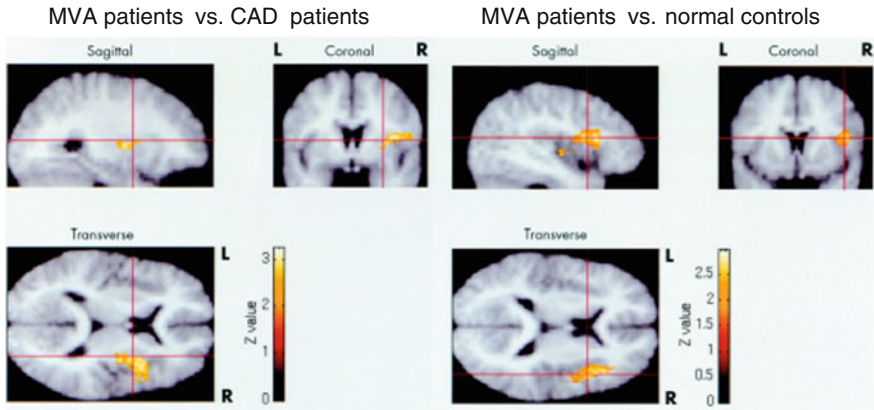 MVA patients vs. CAD patients
MVA patients vs. normal controls
Sagittal
L Coronal R
Sagittal
L Coronal R
Transverse
L
R
Z value
3
2
1
0
Transverse
L
R
Z value
2.5
2
1.5
1
0.5
0